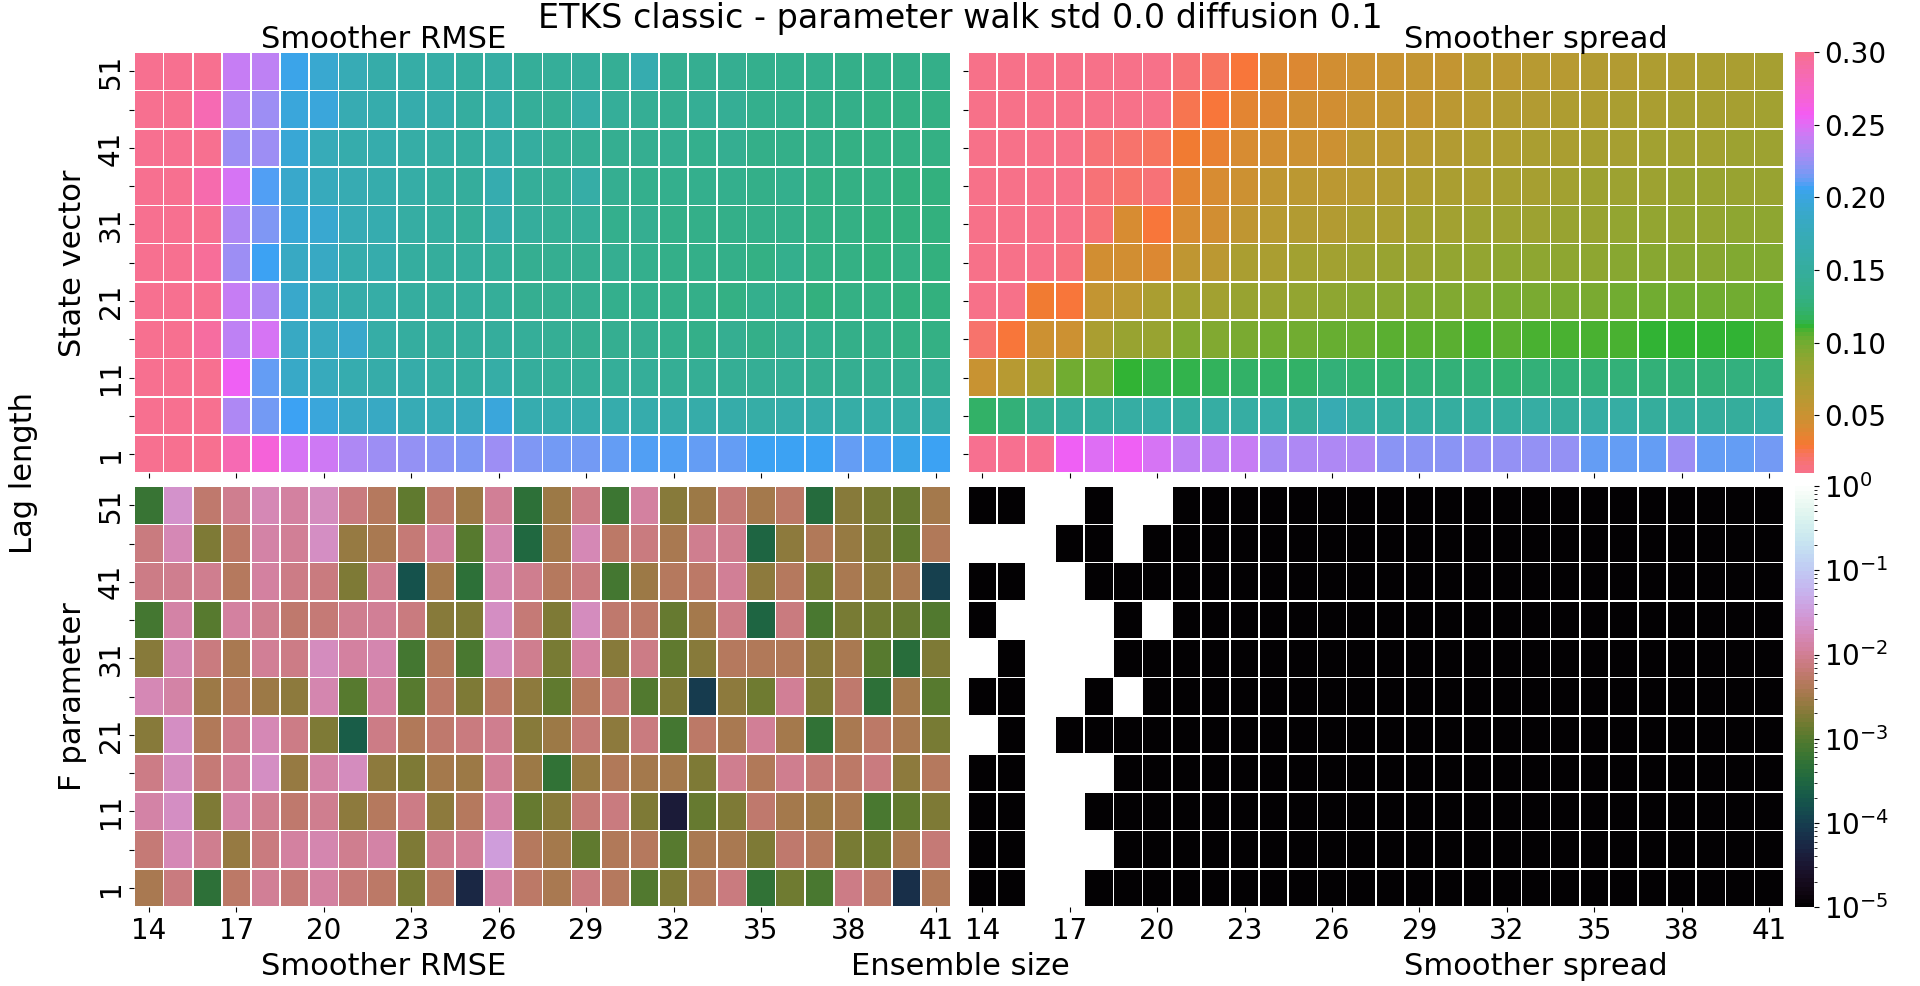 ETKS classic - parameter walk std 0.0 diffusion 0.1
Smoother RMSE
Smoother spread
Lag length
State vector
51
41
31
21
11
1
0.30
0.25
0.20
0.15
0.10
0.05
F parameter
51
41
31
21
11
1
10⁰
10⁻¹
10⁻²
10⁻³
10⁻⁴
10⁻⁵
14 17 20 23 26 29 32 35 38 41
14 17 20 23 26 29 32 35 38 41
Smoother RMSE
Ensemble size
Smoother spread